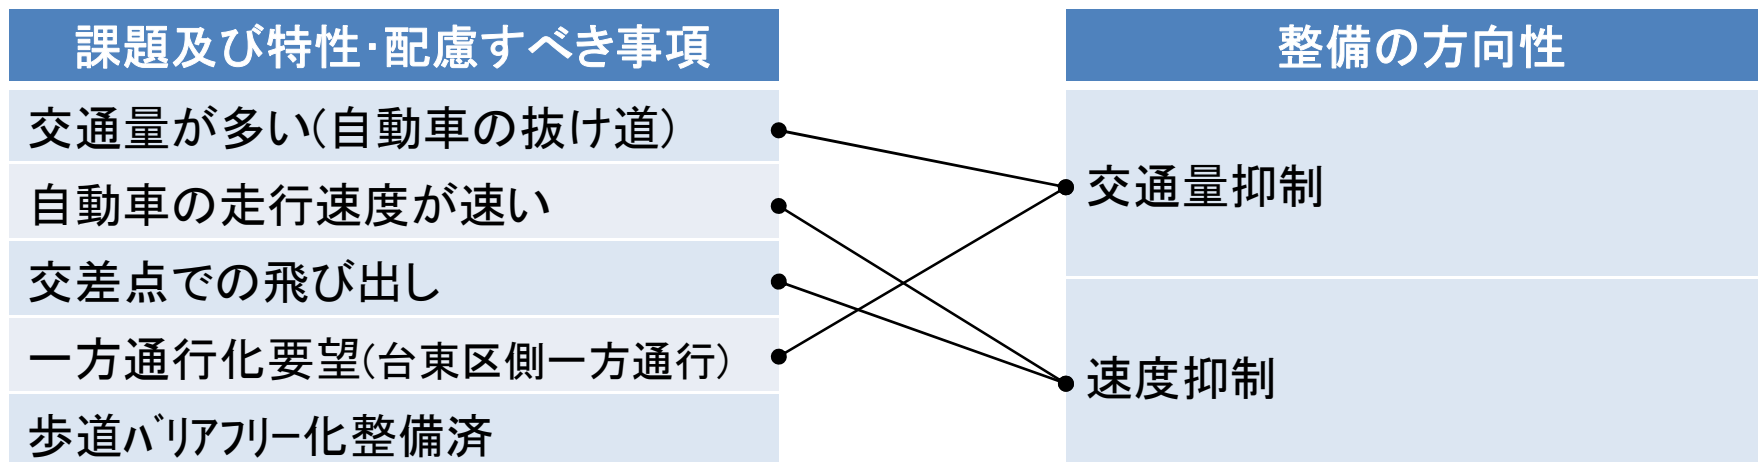 課題及び特性・配慮すべき事項
交通量が多い(自動車の抜け道)
自動車の走行速度が速い
交差点での飛び出し
一方通行化要望(台東区側一方通行)
歩道ﾊﾞﾘｱﾌﾘｰ化整備済
整備の方向性
交通量抑制
速度抑制